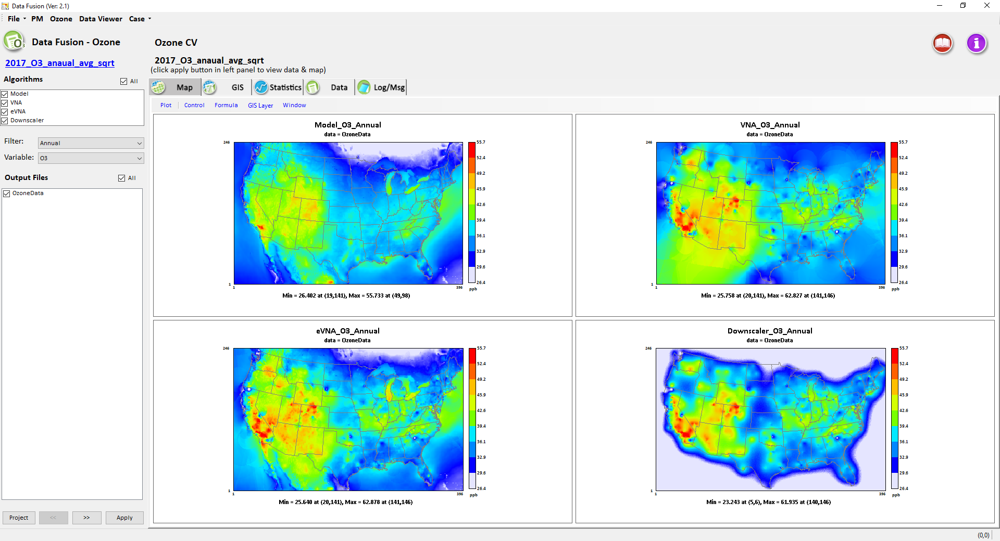 Data Fusion (Ver: 2.1)
File PM Ozone Data Viewer Case
O3 Data Fusion - Ozone
2017_O3_anaual_avg_sqrt
Algorithms
All
Model
VNA
eVNA
Downscaler
Filter: Annual
Variable: O3
Output Files
All
OzoneData
Project << >> Apply
Ozone CV
2017_O3_anaual_avg_sqrt
(click apply button in left panel to view data & map)
i
Map GIS Statistics Data Log/Msg
Plot Control Formula GIS Layer Window
Model_O3_Annual
data = OzoneData
246
1
1
396
55.7
52.4
49.2
45.9
42.6
39.4
36.1
32.9
29.6
26.4
ppb
Min = 26.402 at (19,141), Max = 55.733 at (49,98)
VNA_O3_Annual
data = OzoneData
246
1
1
396
55.7
52.4
49.2
45.9
42.6
39.4
36.1
32.9
29.6
26.4
ppb
Min = 25.758 at (20,141), Max = 62.827 at (141,146)
eVNA_O3_Annual
data = OzoneData
246
1
1
396
55.7
52.4
49.2
45.9
42.6
39.4
36.1
32.9
29.6
26.4
ppb
Min = 25.640 at (20,141), Max = 62.878 at (141,146)
Downscaler_O3_Annual
data = OzoneData
246
1
1
396
55.7
52.4
49.2
45.9
42.6
39.4
36.1
32.9
29.6
26.4
ppb
Min = 23.243 at (5,6), Max = 61.935 at (140,146)
(0,0)